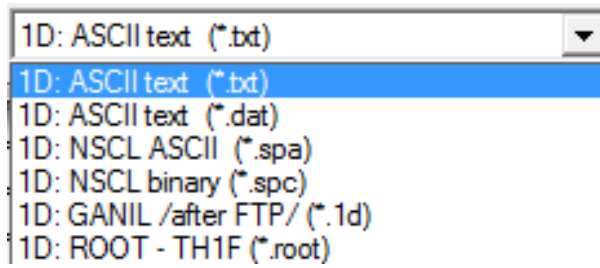 1D: ASCII text  (*.txt)
1D: ASCII text  (*.txt)
1D: ASCII text  (*.dat)
1D: NSCL ASCII  (*.spa)
1D: NSCL binary (*.spc)
1D: GANIL /after FTP/ (*.1d)
1D: ROOT - TH1F (*.root)